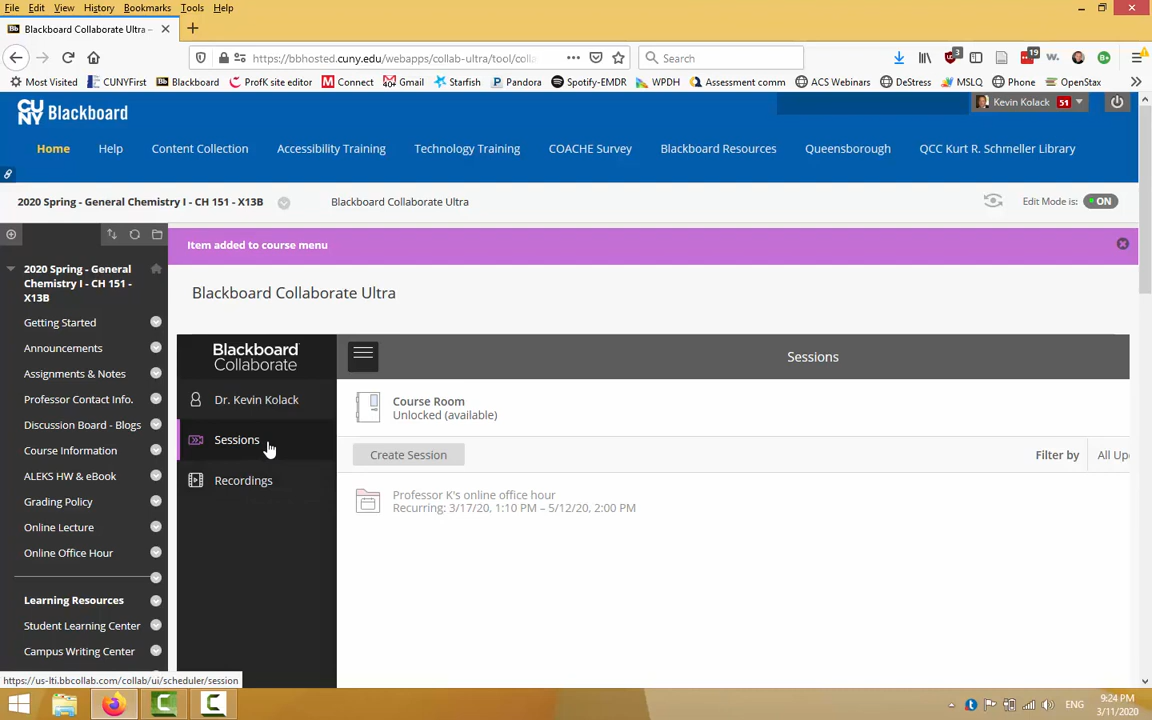 File Edit View History Bookmarks Tools Help
Blackboard Collaborate Ultra –
https://bbhosted.cuny.edu/webapps/collab-ultra/tool/colla
Search
3
19
Most Visited CUNYFirst Blackboard ProfK site editor Connect Gmail Starfish Pandora Spotify-EMDR WPDH Assessment comm ACS Webinars DeStress MSLQ Phone OpenStax
CUNY Blackboard
Kevin Kolack 51
Home Help Content Collection Accessibility Training Technology Training COACHE Survey Blackboard Resources Queensborough QCC Kurt R. Schmeller Library
2020 Spring - General Chemistry I - CH 151 - X13B
Blackboard Collaborate Ultra
Edit Mode is: ON
Item added to course menu
2020 Spring - General
Chemistry I - CH 151 -
X13B
Getting Started
Announcements
Assignments & Notes
Professor Contact Info.
Discussion Board - Blogs
Course Information
ALEKS HW & eBook
Grading Policy
Online Lecture
Online Office Hour
Learning Resources
Student Learning Center
Campus Writing Center
Blackboard Collaborate Ultra
Blackboard
Collaborate
Dr. Kevin Kolack
Sessions
Recordings
Sessions
Course Room
Unlocked (available)
Create Session
Filter by All Up
Professor K's online office hour
Recurring: 3/17/20, 1:10 PM – 5/12/20, 2:00 PM
https://us-lti.bbcollab.com/collab/ui/scheduler/session
ENG
9:24 PM
3/11/2020